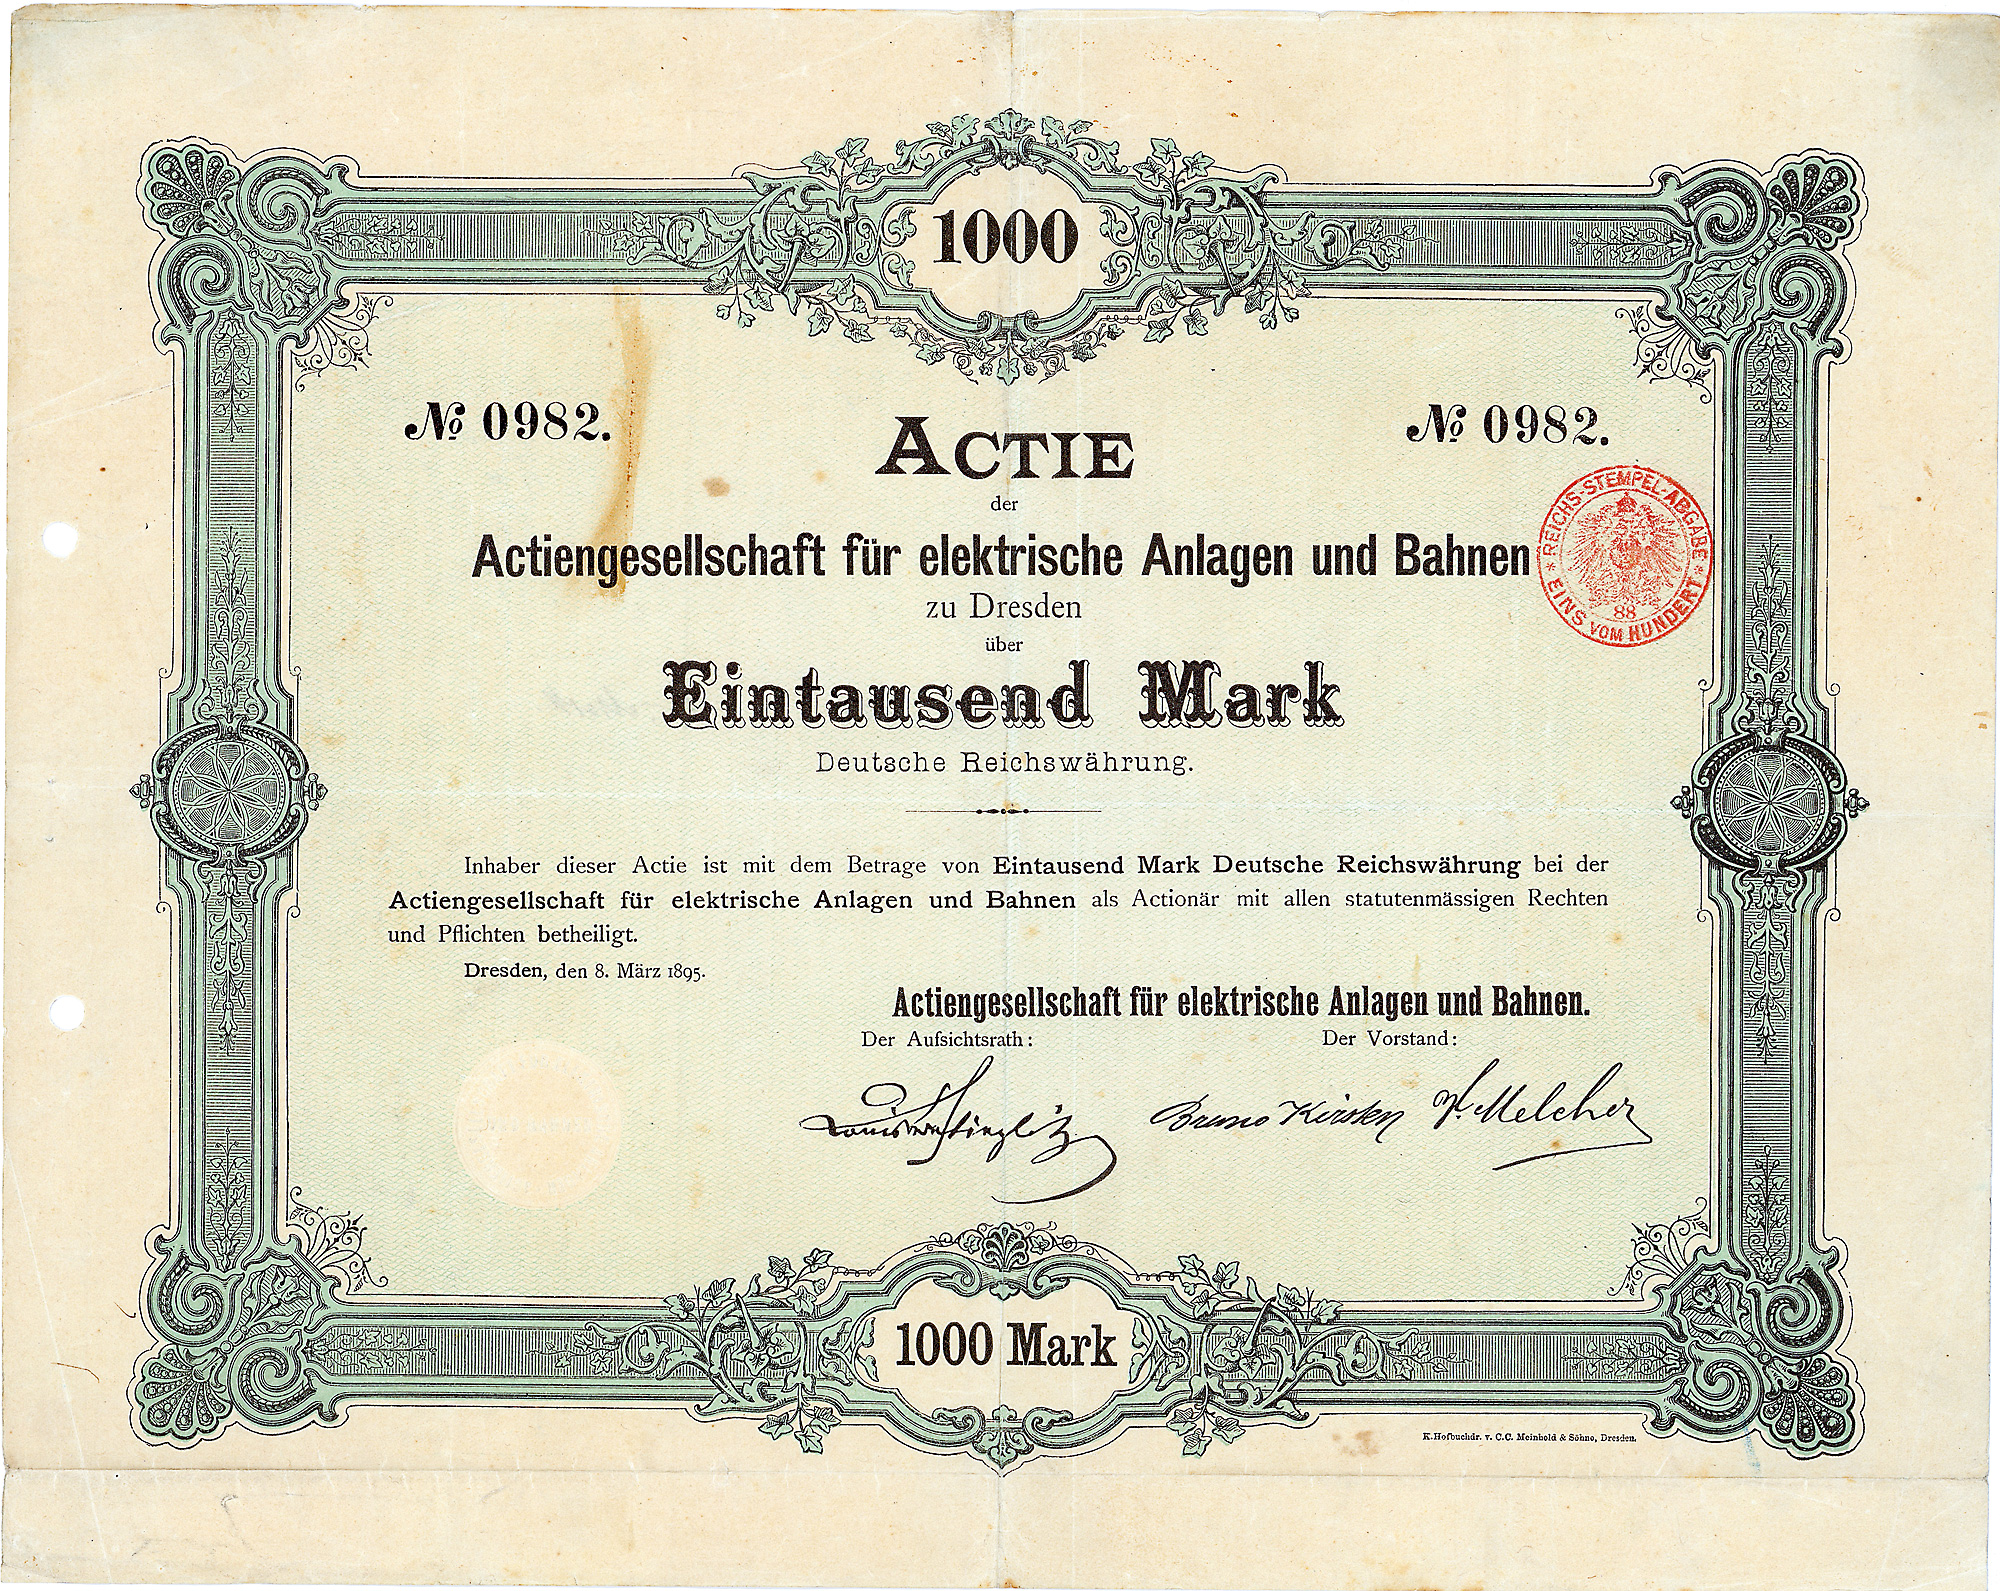 1000
№ 0982.
№ 0982.
ACTIE
der
Actiengesellschaft für elektrische Anlagen und Bahnen
zu Dresden
über
Eintausend Mark
Deutsche Reichswährung.
REICHS-STEMPEL-ABGABE
* EINS VOM HUNDERT *
88
Inhaber dieser Actie ist mit dem Betrage von Eintausend Mark Deutsche Reichswährung bei der
Actiengesellschaft für elektrische Anlagen und Bahnen als Actionär mit allen statutenmässigen Rechten
und Pflichten betheiligt.
Dresden, den 8. März 1895.
Actiengesellschaft für elektrische Anlagen und Bahnen.
Der Aufsichtsrath:
Der Vorstand:
Bruno Kirsten
Melcher
1000 Mark
K. Hofbuchdr. v. C.C. Meinhold & Söhne, Dresden.